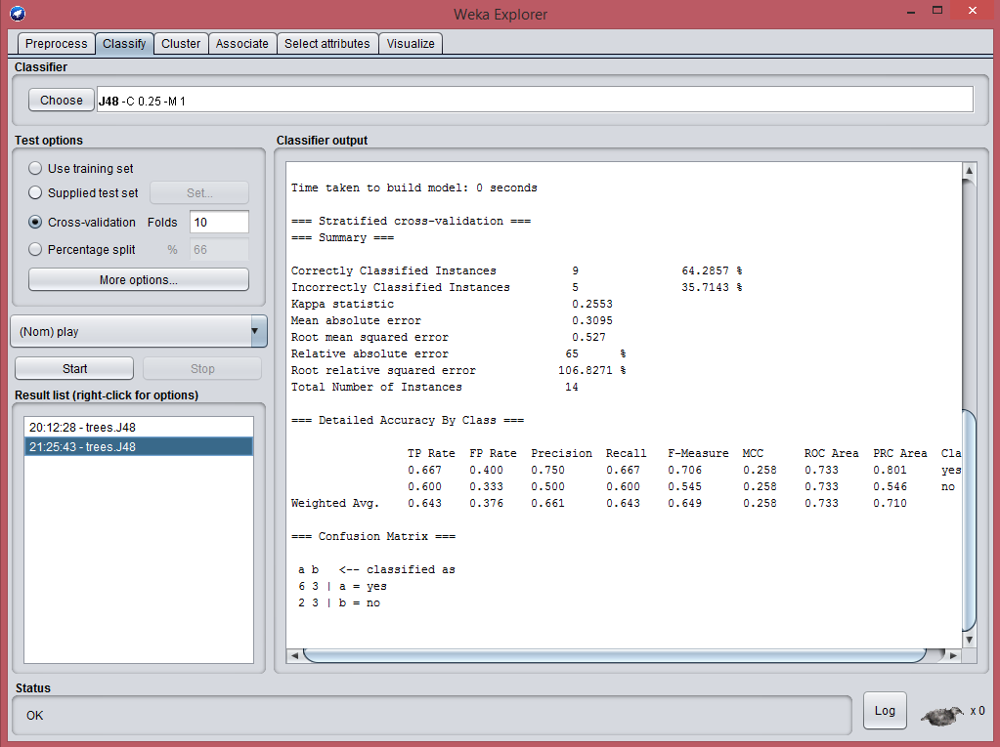 Weka Explorer
Preprocess Classify Cluster Associate Select attributes Visualize
Classifier
Choose J48 -C 0.25 -M 1
Test options
Use training set
Supplied test set Set...
Cross-validation Folds 10
Percentage split % 66
More options...
(Nom) play
Start Stop
Result list (right-click for options)
20:12:28 - trees.J48
21:25:43 - trees.J48
Classifier output
Time taken to build model: 0 seconds
=== Stratified cross-validation ===
=== Summary ===
Correctly Classified Instances 9 64.2857 %
Incorrectly Classified Instances 5 35.7143 %
Kappa statistic 0.2553
Mean absolute error 0.3095
Root mean squared error 0.527
Relative absolute error 65 %
Root relative squared error 106.8271 %
Total Number of Instances 14
=== Detailed Accuracy By Class ===
TP Rate FP Rate Precision Recall F-Measure MCC ROC Area PRC Area Cla
0.667 0.400 0.750 0.667 0.706 0.258 0.733 0.801 yes
0.600 0.333 0.500 0.600 0.545 0.258 0.733 0.546 no
Weighted Avg. 0.643 0.376 0.661 0.643 0.649 0.258 0.733 0.710
=== Confusion Matrix ===
a b <-- classified as
6 3 | a = yes
2 3 | b = no
Status
OK
Log x 0